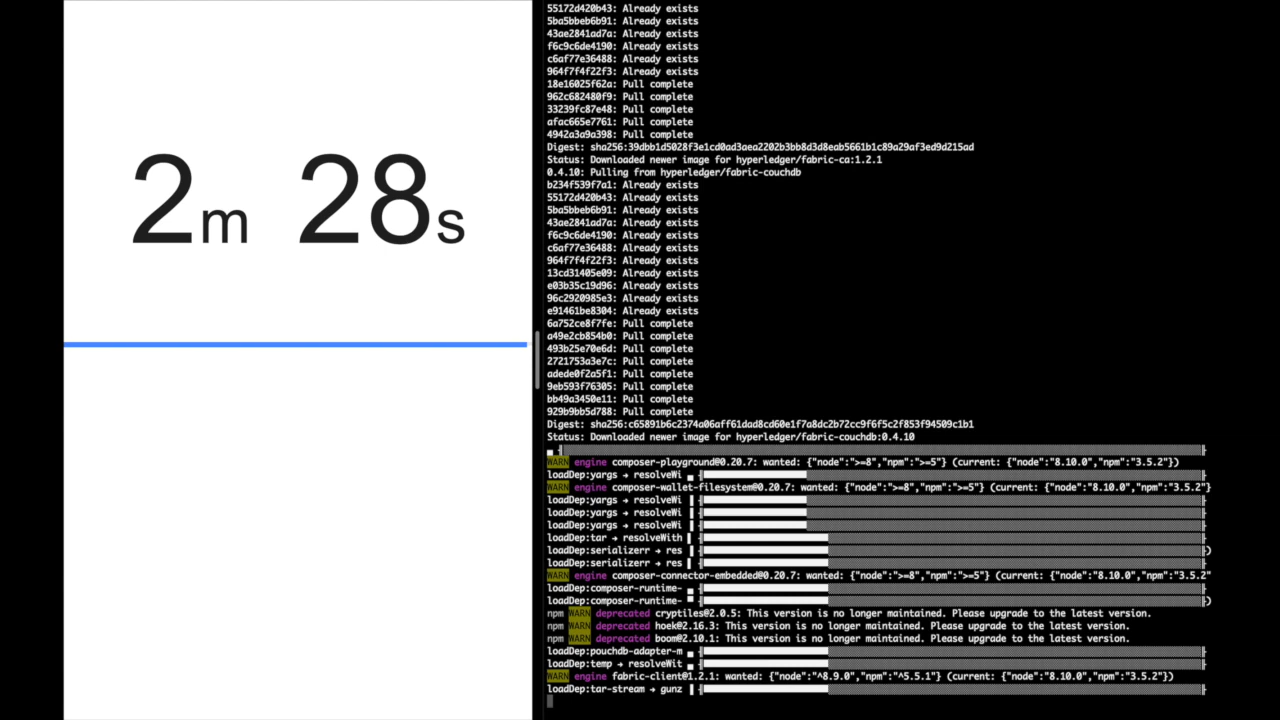 2m 28s
55172d420b43: Already exists
5ba5bbeb6b91: Already exists
43ae2841ad7a: Already exists
f6c9c6de4190: Already exists
c6af77e36488: Already exists
964f7f4f22f3: Already exists
18e16025f62a: Pull complete
962c682480f9: Pull complete
33239fc87e48: Pull complete
afac665e7761: Pull complete
4942a3a9a398: Pull complete
Digest: sha256:39dbb1d5028f3e1cd0ad3aea2202b3bb8d3d8eab5661b1c89a29af3ed9d215ad
Status: Downloaded newer image for hyperledger/fabric-ca:1.2.1
0.4.10: Pulling from hyperledger/fabric-couchdb
b234f539f7a1: Already exists
55172d420b43: Already exists
5ba5bbeb6b91: Already exists
43ae2841ad7a: Already exists
f6c9c6de4190: Already exists
c6af77e36488: Already exists
964f7f4f22f3: Already exists
13cd31405e09: Already exists
e03b35c19d96: Already exists
96c2920985e3: Already exists
e91461be8304: Already exists
6a752ce8f7fe: Pull complete
a49e2cb854b0: Pull complete
493b25e70e6d: Pull complete
2721753a3e7c: Pull complete
adede0f2a5f1: Pull complete
9eb593f76305: Pull complete
bb49a3450e11: Pull complete
929b9bb5d788: Pull complete
Digest: sha256:c65891b6c2374a06aff61dad8cd60e1f7a8dc2b72cc9f6f5c2f853f94509c1b1
Status: Downloaded newer image for hyperledger/fabric-couchdb:0.4.10
WARN engine composer-playground@0.20.7: wanted: {"node":">=8","npm":">=5"} (current: {"node":"8.10.0","npm":"3.5.2"})
loadDep:yargs → resolveWi
WARN engine composer-wallet-filesystem@0.20.7: wanted: {"node":">=8","npm":">=5"} (current: {"node":"8.10.0","npm":"3.5.2"}
loadDep:yargs → resolveWi
loadDep:yargs → resolveWi
loadDep:yargs → resolveWi
loadDep:tar → resolveWith
loadDep:serializerr → res )
loadDep:serializerr → res
WARN engine composer-connector-embedded@0.20.7: wanted: {"node":">=8","npm":">=5"} (current: {"node":"8.10.0","npm":"3.5.2"
loadDep:composer-runtime-
loadDep:composer-runtime- )
npm WARN deprecated cryptiles@2.0.5: This version is no longer maintained. Please upgrade to the latest version.
npm WARN deprecated hoek@2.16.3: This version is no longer maintained. Please upgrade to the latest version.
npm WARN deprecated boom@2.10.1: This version is no longer maintained. Please upgrade to the latest version.
loadDep:pouchdb-adapter-m
loadDep:temp → resolveWit
WARN engine fabric-client@1.2.1: wanted: {"node":"^8.9.0","npm":"^5.5.1"} (current: {"node":"8.10.0","npm":"3.5.2"})
loadDep:tar-stream → gunz